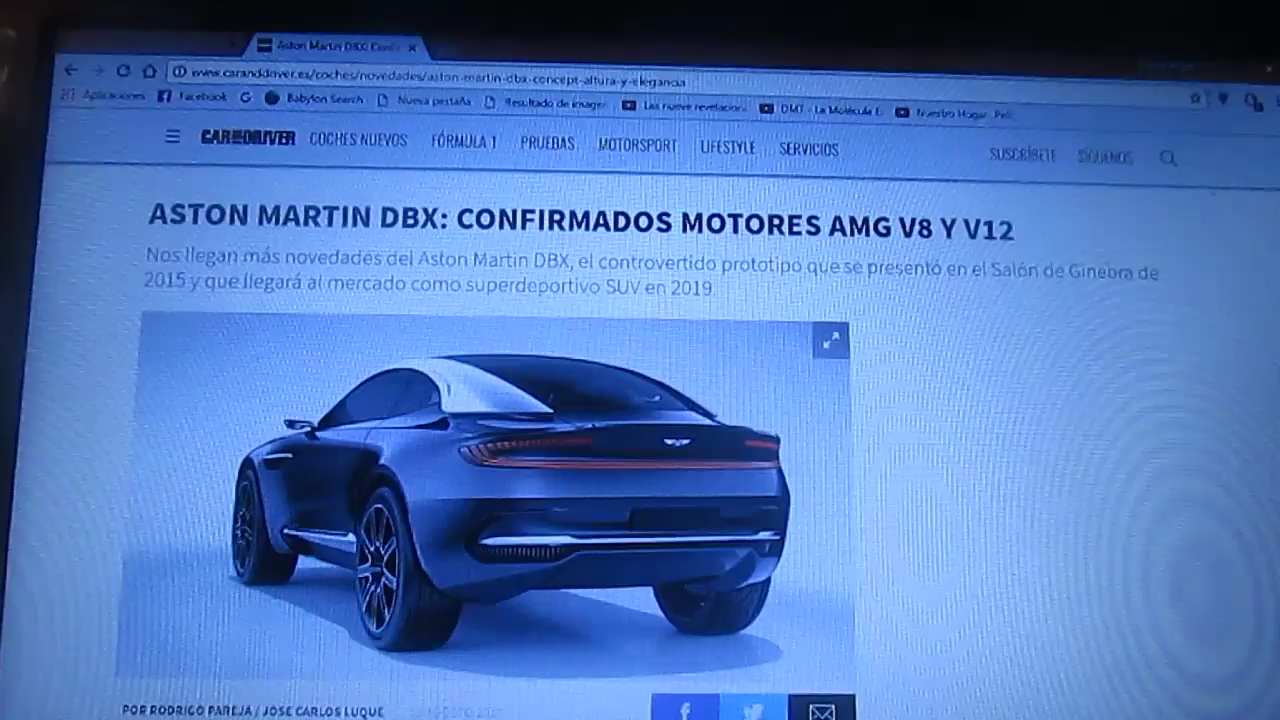 Aston Martin DBX: Conf
www.caranddriver.es/coches/novedades/aston-martin-dbx-concept-altura-y-elegancia
Aplicaciones Facebook G Babylon Search Nueva pestaña Resultado de imager Las nueve revelacion DMT - La Molécula E Nuestro Hogar- Peli
CAR AND DRIVER COCHES NUEVOS FÓRMULA 1 PRUEBAS MOTORSPORT LIFESTYLE SERVICIOS SUSCRÍBETE SÍGUENOS
ASTON MARTIN DBX: CONFIRMADOS MOTORES AMG V8 Y V12
Nos llegan más novedades del Aston Martin DBX, el controvertido prototipo que se presentó en el Salón de Ginebra de
2015 y que llegará al mercado como superdeportivo SUV en 2019.
POR RODRIGO PAREJA / JOSE CARLOS LUQUE